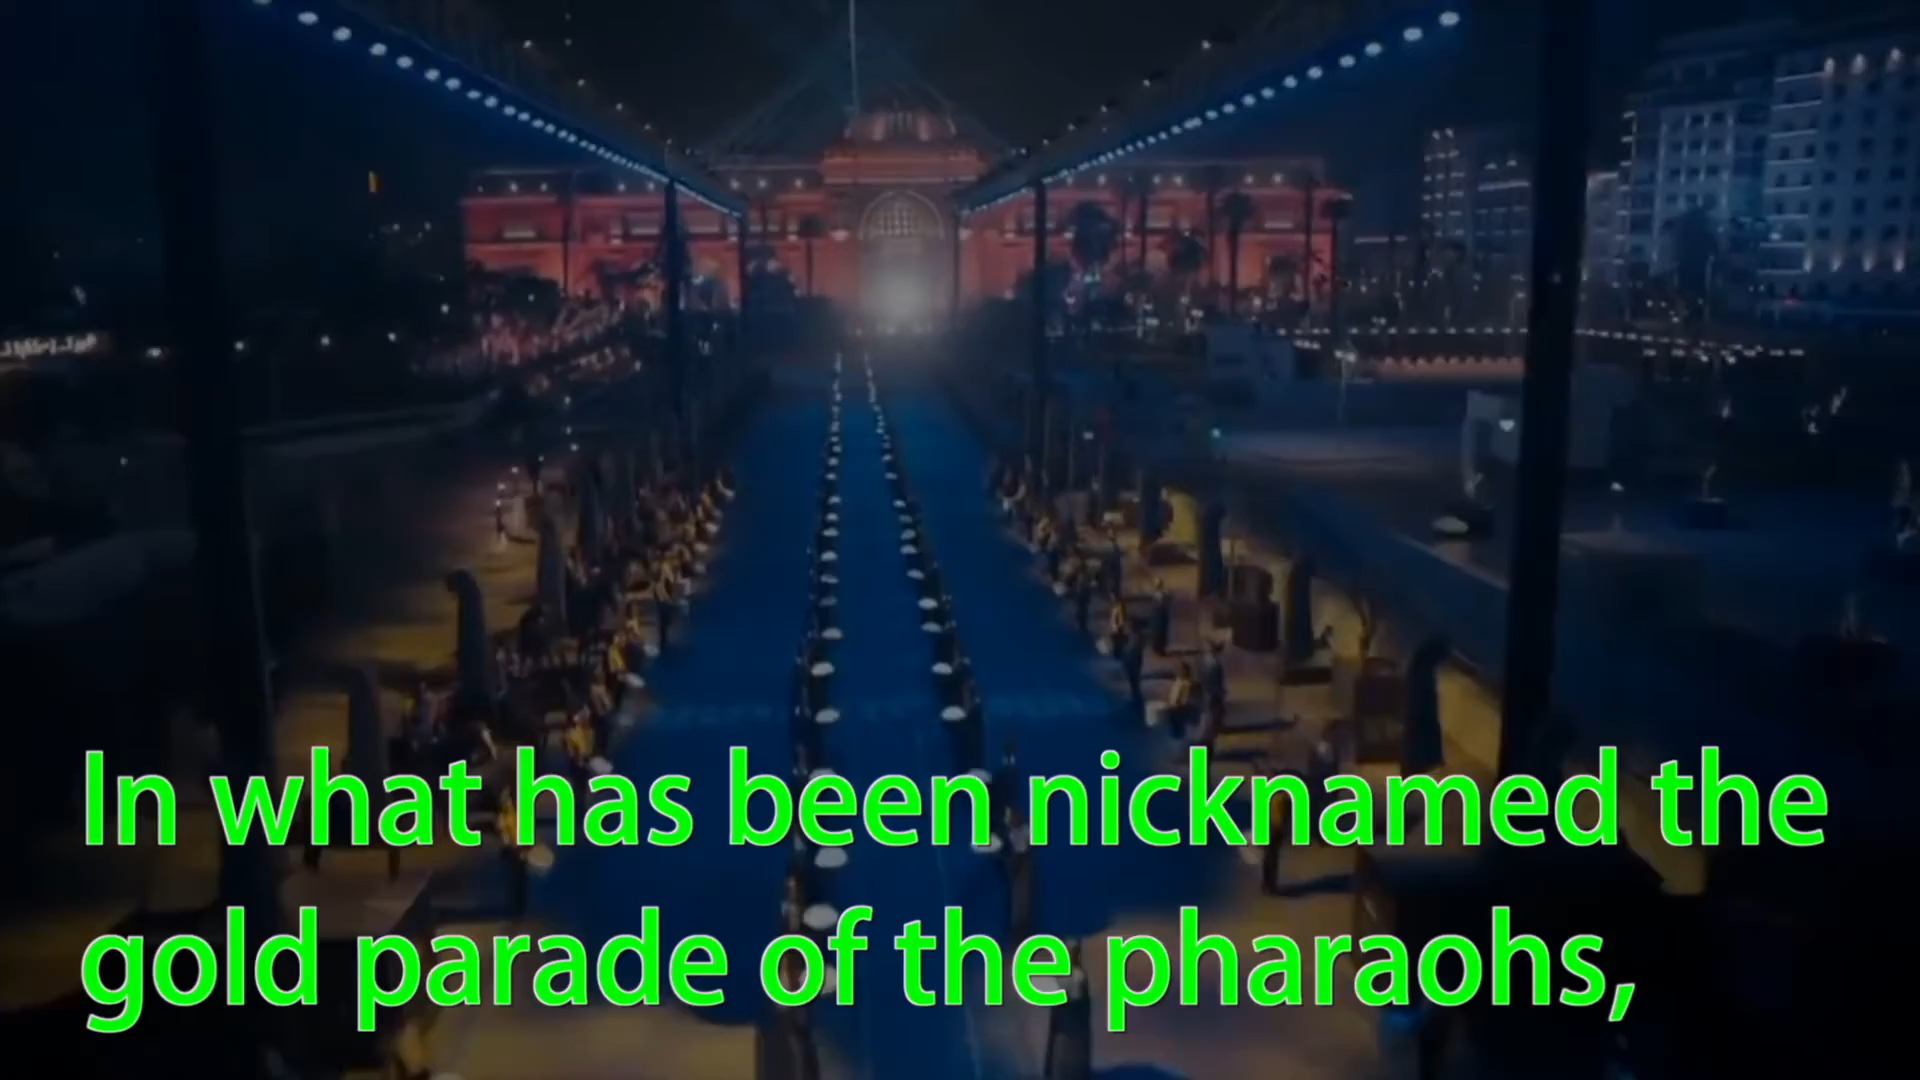 In what has been nicknamed the
gold parade of the pharaohs,